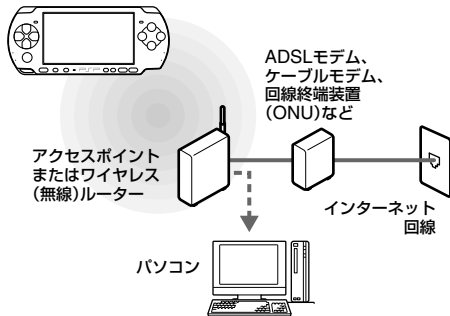 ADSLモデム、
ケーブルモデム、
回線終端装置
(ONU)など
アクセスポイント
またはワイヤレス
(無線)ルーター
インターネット
回線
パソコン